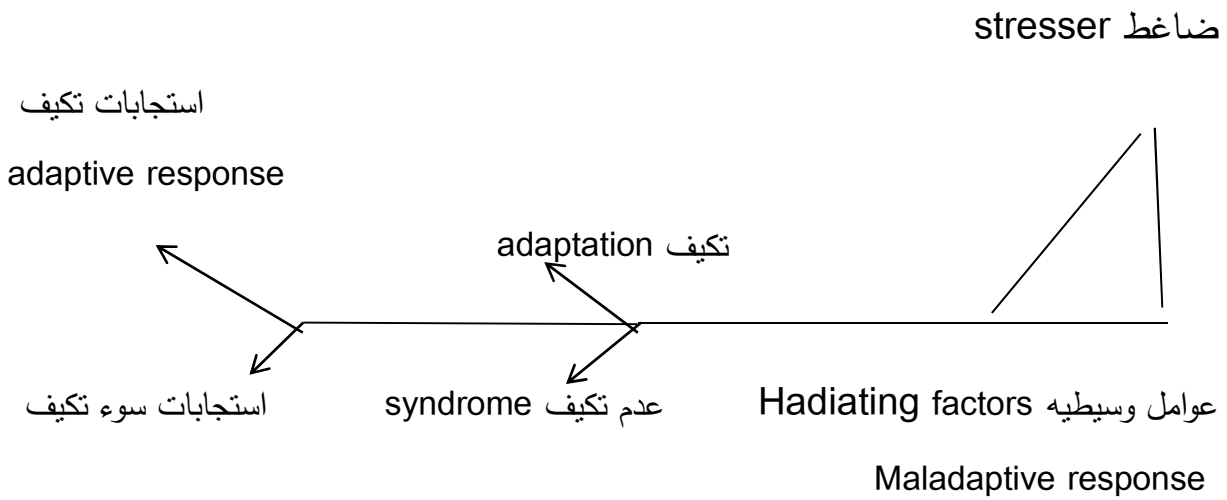 ضاغط stresser
استجابات تكيف
adaptive response
تكيف adaptation
عوامل وسيطيه Hadiating factors
عدم تكيف syndrome
استجابات سوء تكيف
Maladaptive response